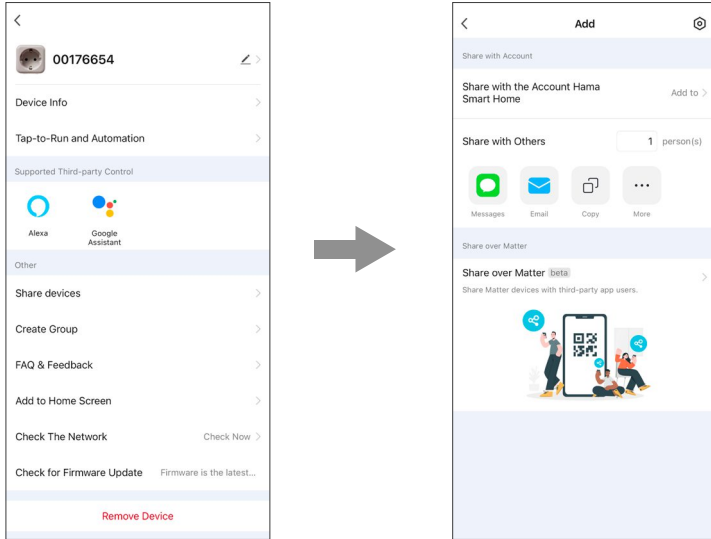 00176654
Device Info
Tap-to-Run and Automation
Supported Third-party Control
Alexa
Google
Assistant
Other
Share devices
Create Group
FAQ & Feedback
Add to Home Screen
Check The Network Check Now
Check for Firmware Update Firmware is the latest...
Remove Device
Add
Share with Account
Share with the Account Hama
Smart Home
Add to
Share with Others 1 person(s)
Messages Email Copy More
Share over Matter
Share over Matter beta
Share Matter devices with third-party app users.